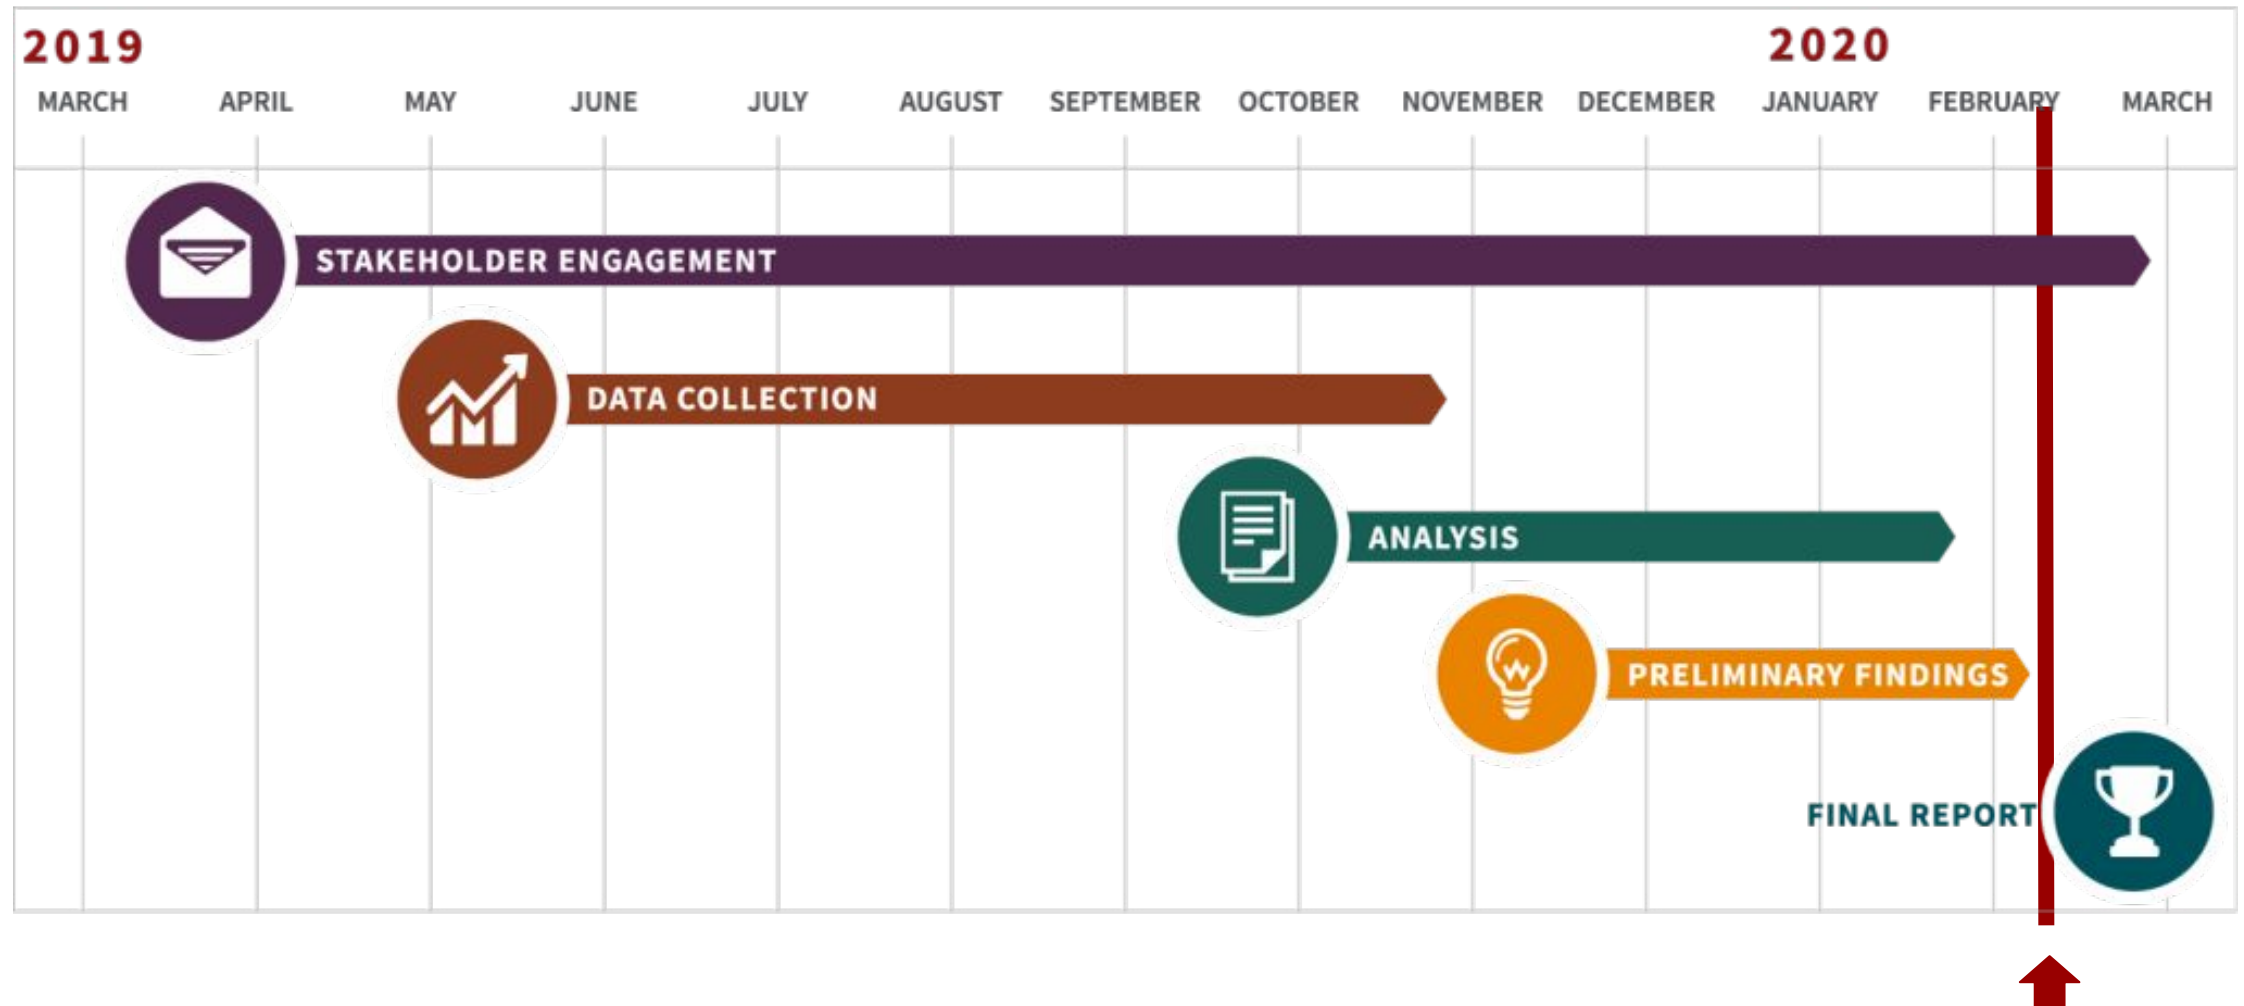 2019 2020
MARCH APRIL MAY JUNE JULY AUGUST SEPTEMBER OCTOBER NOVEMBER DECEMBER JANUARY FEBRUARY MARCH
STAKEHOLDER ENGAGEMENT
DATA COLLECTION
ANALYSIS
PRELIMINARY FINDINGS
FINAL REPORT